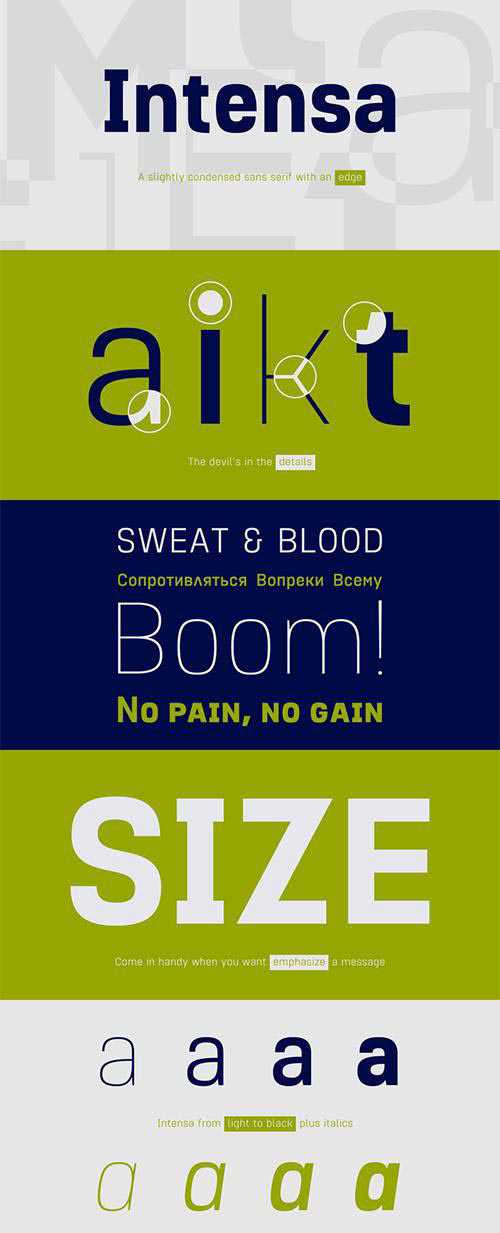 Intensa
A slightly condensed sans serif with an edge
aikt
The devil's in the details
SWEAT & BLOOD
Сопротивляться Вопреки Всему
Boom!
No pain, no gain
SIZE
Come in handy when you want emphasize a message
a a a a
Intensa from light to black plus italics
a a a a